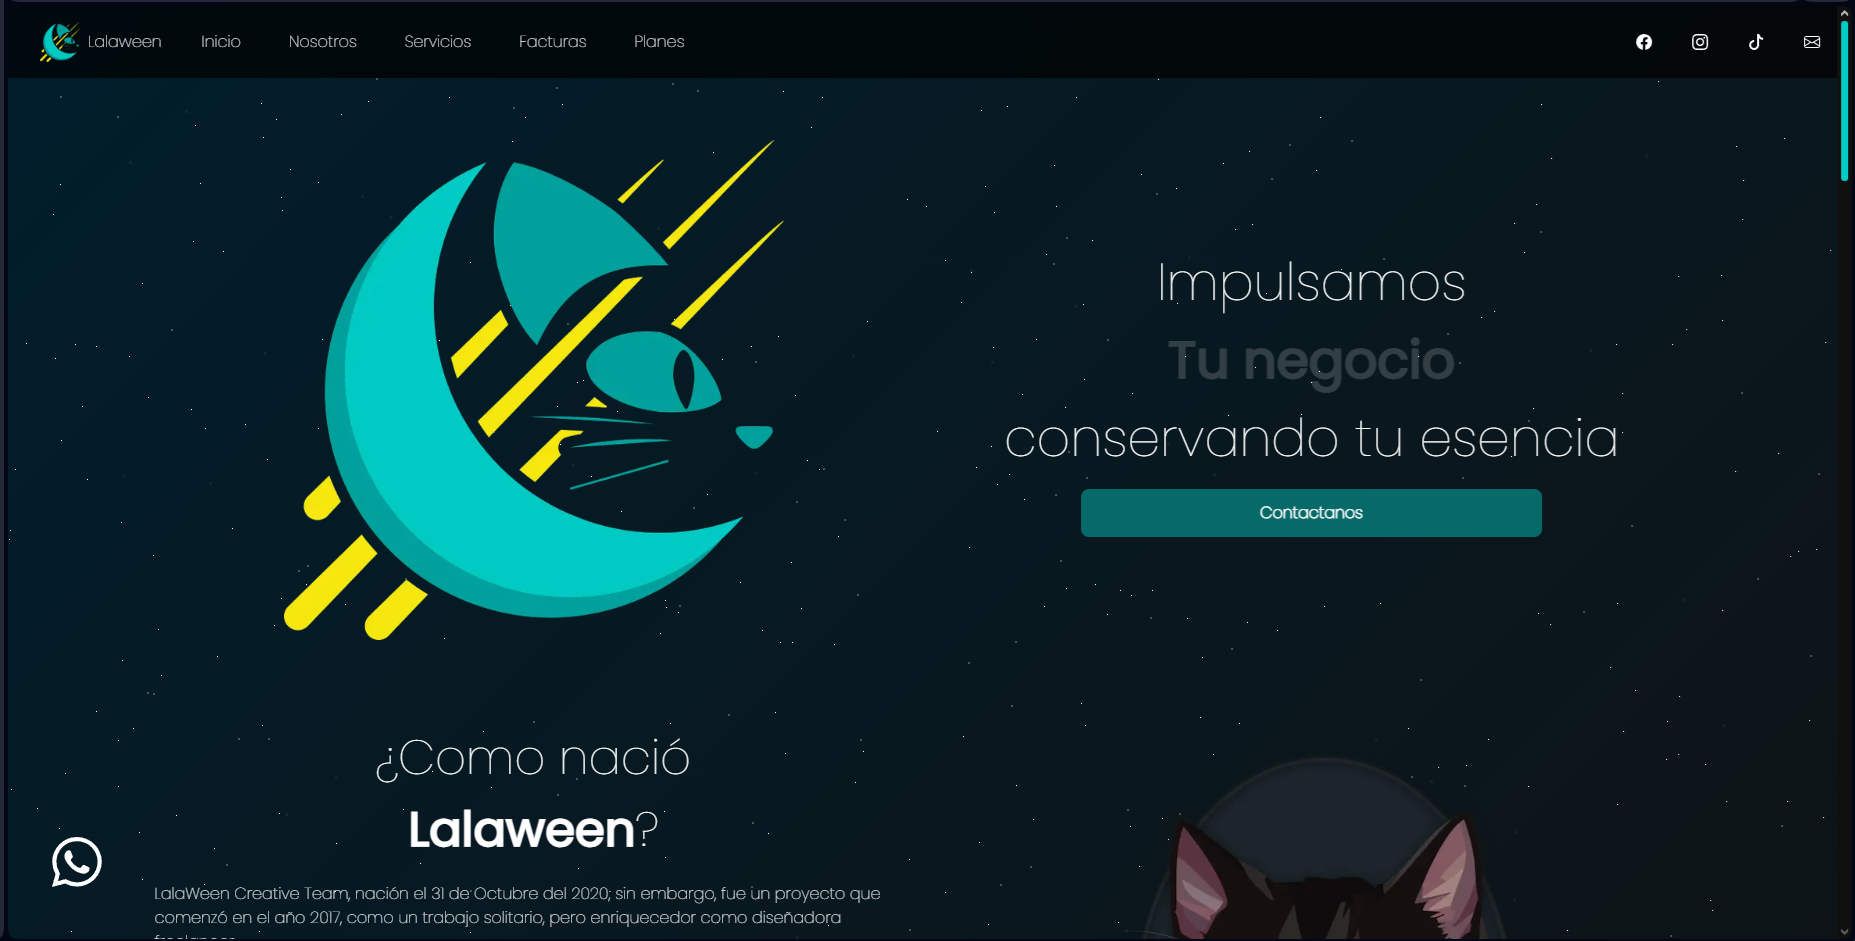 Lalaween Inicio Nosotros Servicios Facturas Planes
Impulsamos
Tu negocio
conservando tu esencia
Contactanos
¿Como nació
Lalaween?
LalaWeen Creative Team, nación el 31 de Octubre del 2020; sin embargo, fue un proyecto que
comenzó en el año 2017, como un trabajo solitario, pero enriquecedor como diseñadora